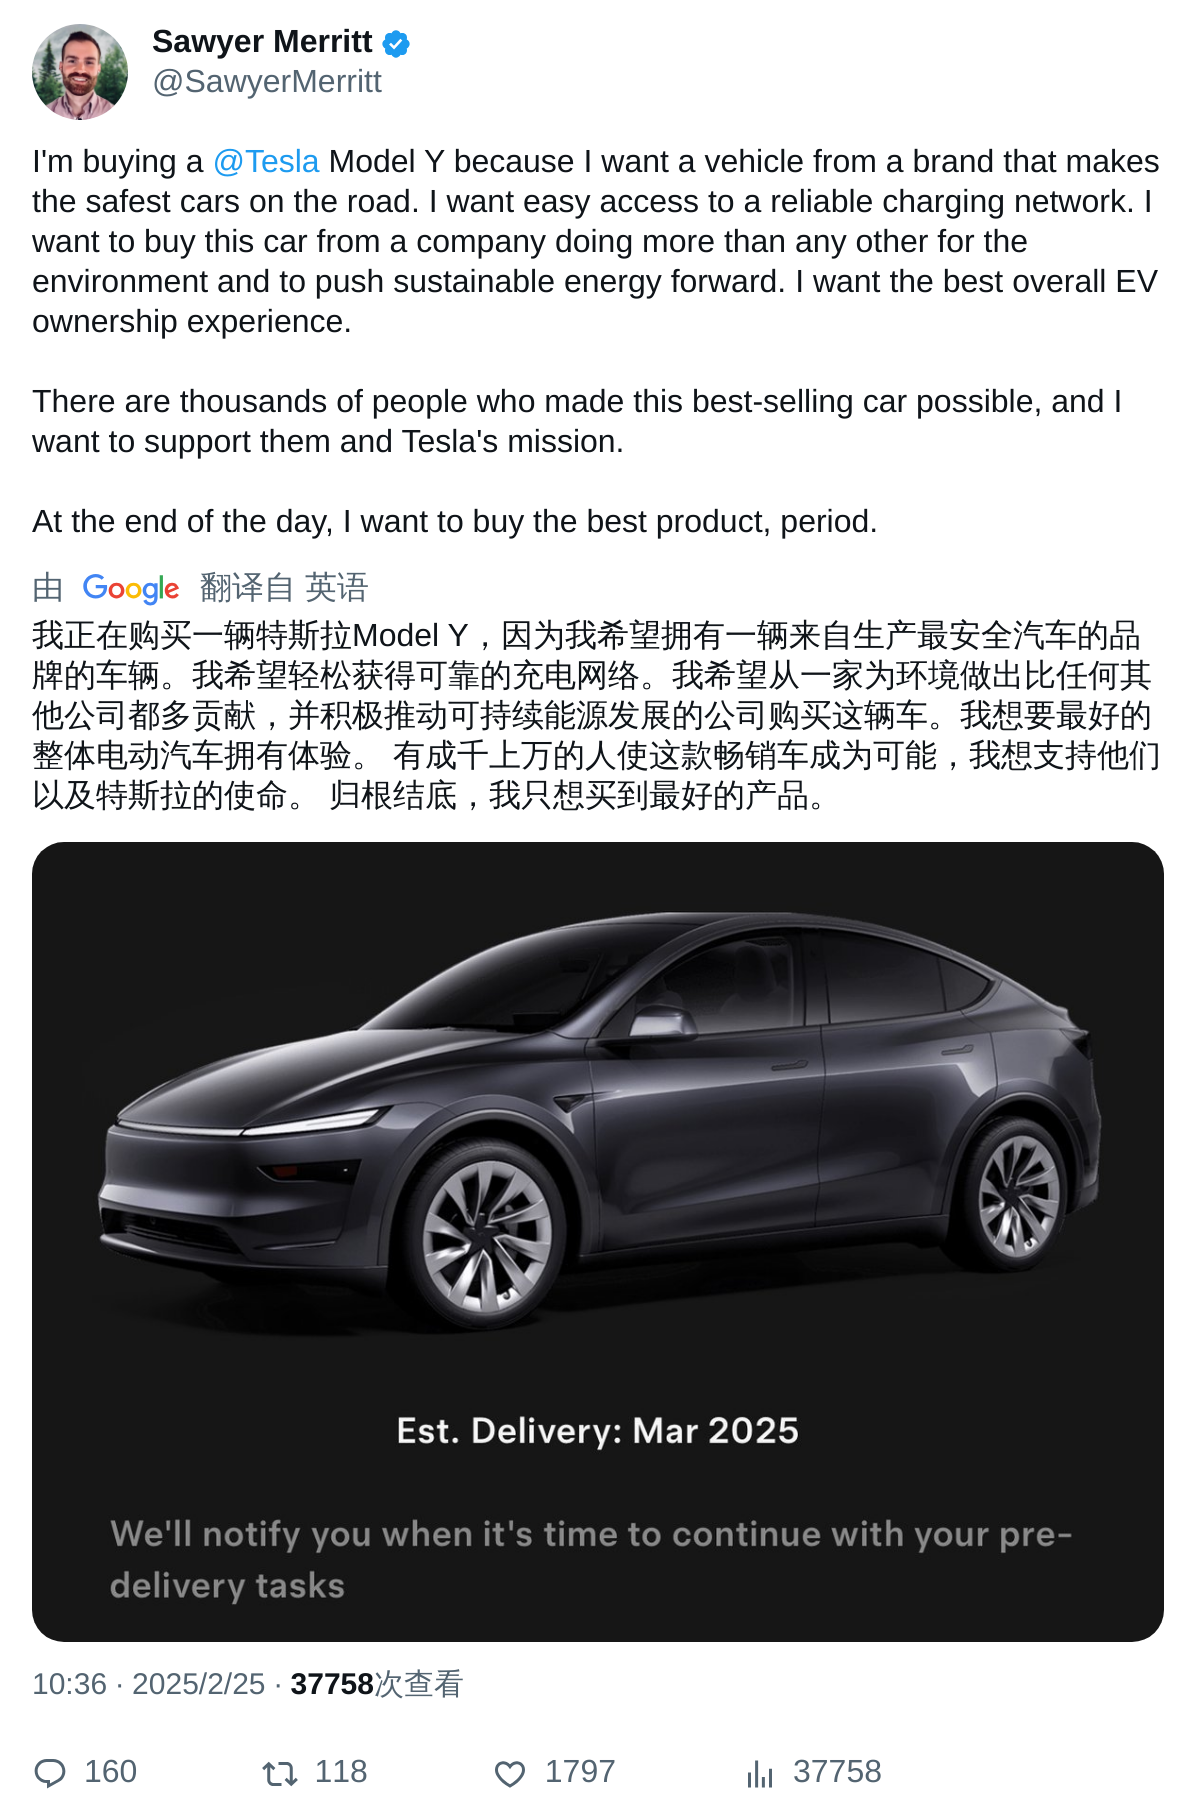 Sawyer Merritt
@SawyerMerritt
I'm buying a @Tesla Model Y because I want a vehicle from a brand that makes
the safest cars on the road. I want easy access to a reliable charging network. I
want to buy this car from a company doing more than any other for the
environment and to push sustainable energy forward. I want the best overall EV
ownership experience.
There are thousands of people who made this best-selling car possible, and I
want to support them and Tesla's mission.
At the end of the day, I want to buy the best product, period.
由 Google 翻译自 英语
我正在购买一辆特斯拉Model Y，因为我希望拥有一辆来自生产最安全汽车的品
牌的车辆。我希望轻松获得可靠的充电网络。我希望从一家为环境做出比任何其
他公司都多贡献，并积极推动可持续能源发展的公司购买这辆车。我想要最好的
整体电动汽车拥有体验。 有成千上万的人使这款畅销车成为可能，我想支持他们
以及特斯拉的使命。 归根结底，我只想买到最好的产品。
Est. Delivery: Mar 2025
We'll notify you when it's time to continue with your pre-
delivery tasks
10:36 · 2025/2/25 · 37758次查看
160 118 1797 37758